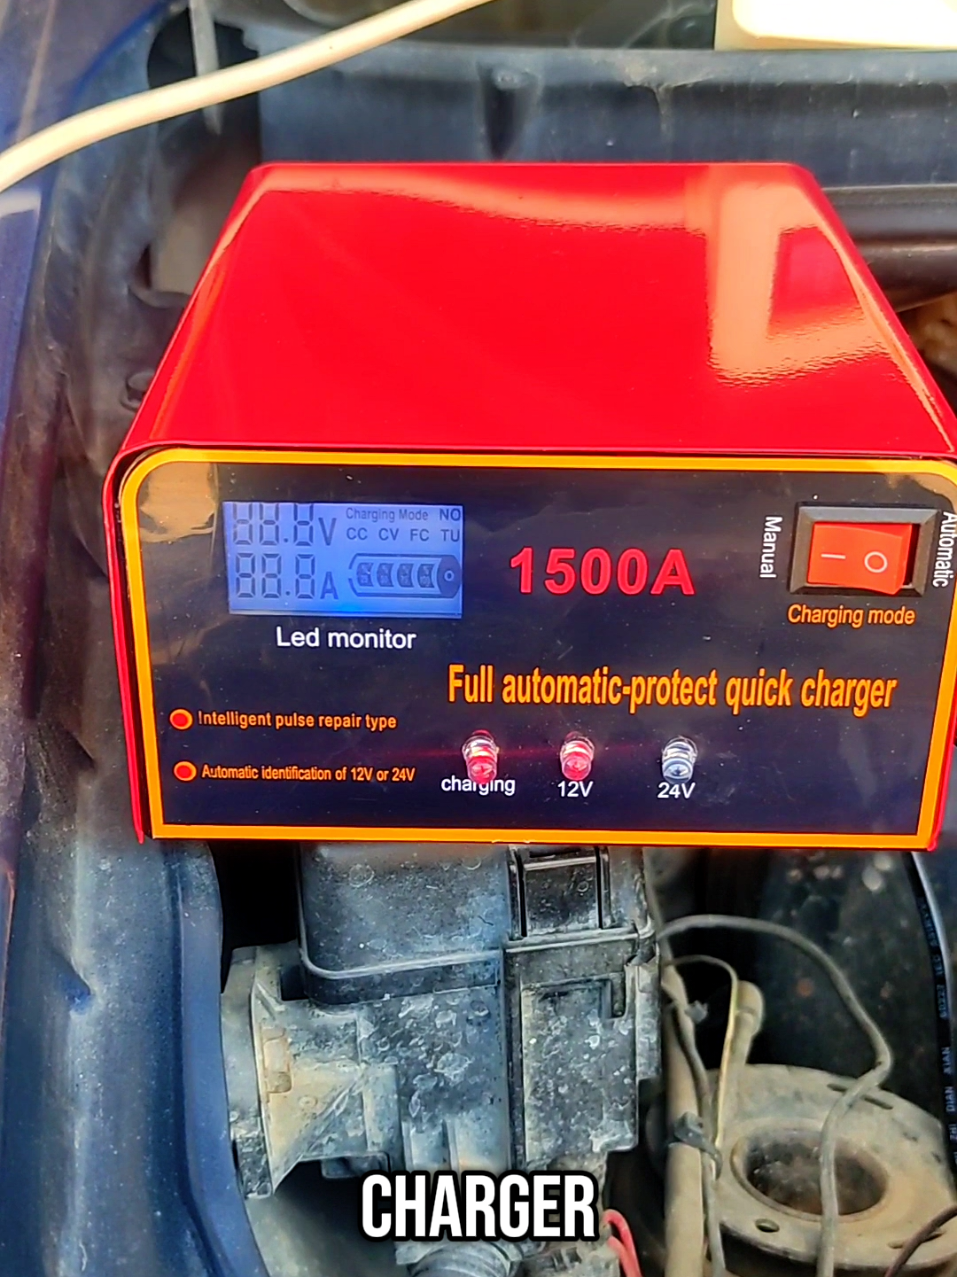 88.8V
Charging Mode NO
CC CV FC TU
88.8A
Led monitor
1500A
Manual
Automatic
Charging mode
Full automatic-protect quick charger
Intelligent pulse repair type
Automatic identification of 12V or 24V
charging
12V
24V
CHARGER